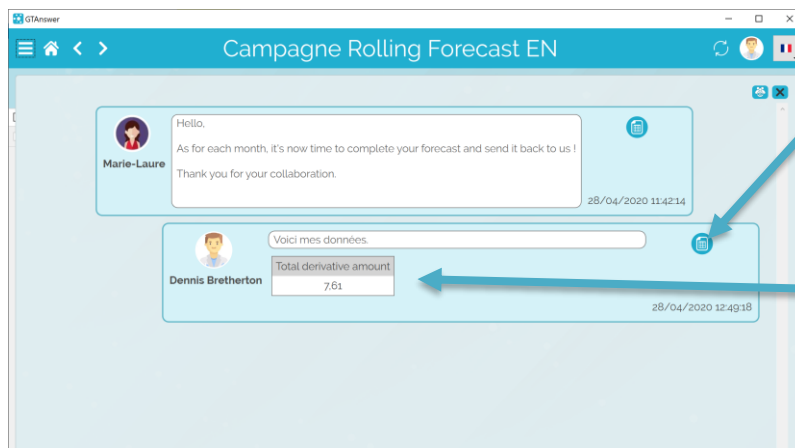 GTAnswer
Campagne Rolling Forecast EN
Hello,
As for each month, it's now time to complete your forecast and send it back to us !
Thank you for your collaboration.
Marie-Laure
28/04/2020 11:42:14
Voici mes données.
Total derivative amount
7,61
Dennis Bretherton
28/04/2020 12:49:18